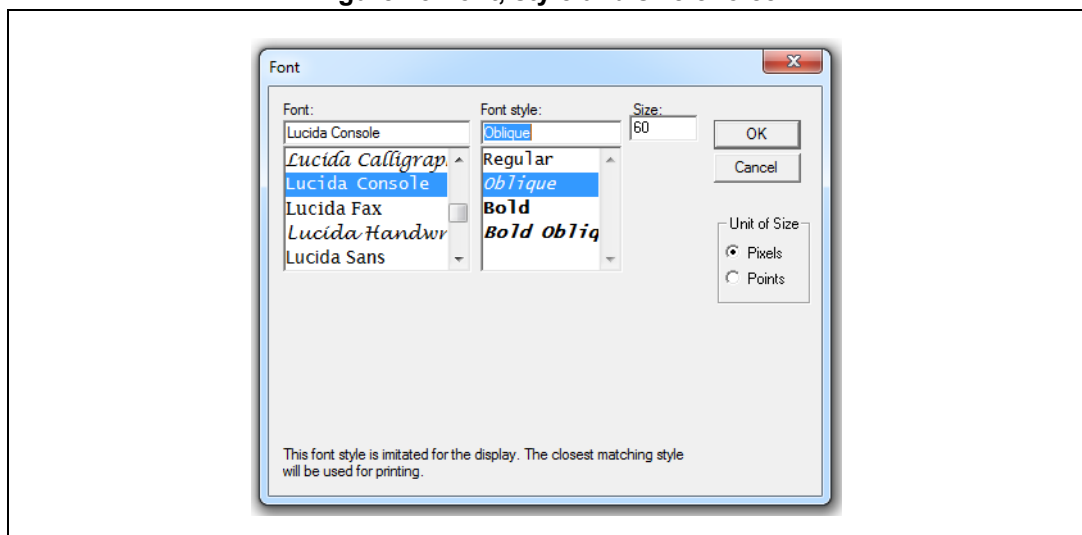 Font
Font:
Font style:
Size:
Lucida Console
Oblique
60
OK
Cancel
Lucida Calligrap
Lucida Console
Lucida Fax
Lucida Handwr
Lucida Sans
Regular
Oblique
Bold
Bold Obliq
Unit of Size
Pixels
Points
This font style is imitated for the display. The closest matching style
will be used for printing.